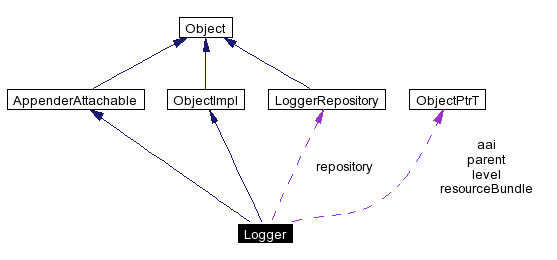 Object
AppenderAttachable
ObjectImpl
LoggerRepository
ObjectPtrT
repository
aai
parent
level
resourceBundle
Logger